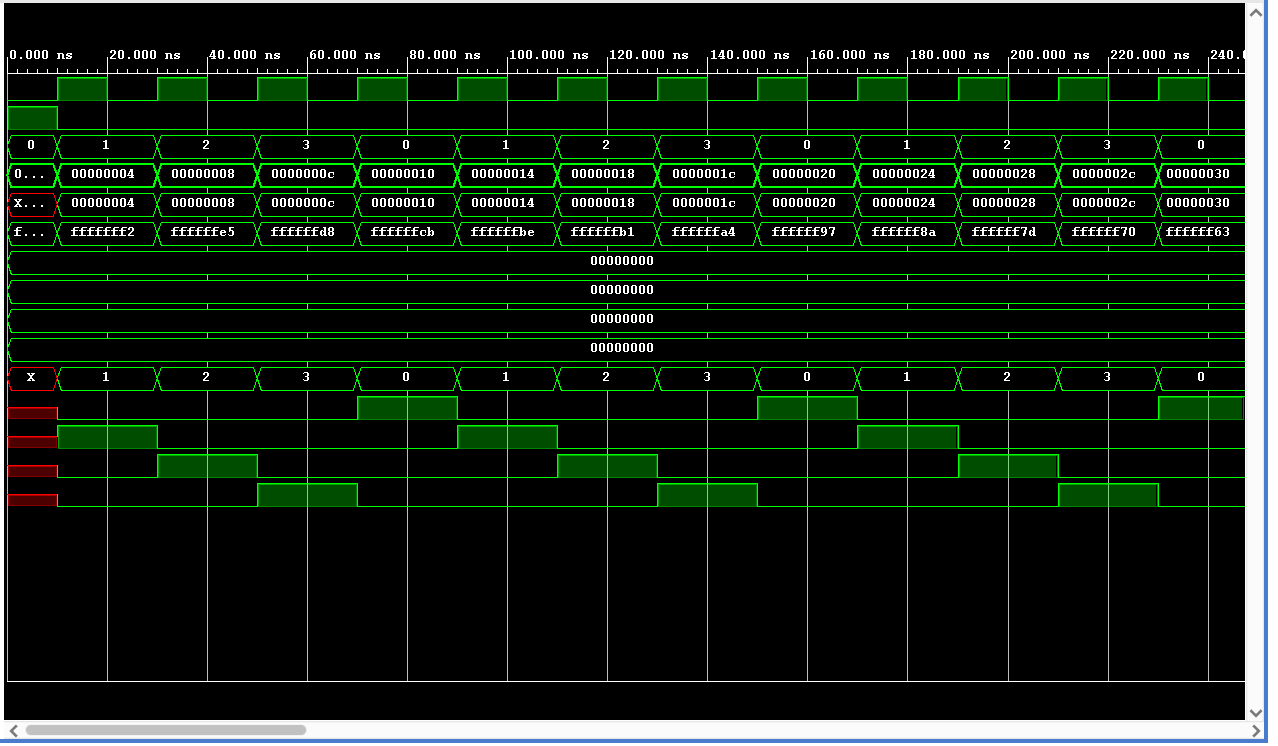 0.000 ns 20.000 ns 40.000 ns 60.000 ns 80.000 ns 100.000 ns 120.000 ns 140.000 ns 160.000 ns 180.000 ns 200.000 ns 220.000 ns 240.0
0 1 2 3 0 1 2 3 0 1 2 3 0
0... 00000004 00000008 0000000c 00000010 00000014 00000018 0000001c 00000020 00000024 00000028 0000002c 00000030
X... 00000004 00000008 0000000c 00000010 00000014 00000018 0000001c 00000020 00000024 00000028 0000002c 00000030
f... fffffff2 ffffffe5 ffffffd8 ffffffcb ffffffbe ffffffb1 ffffffa4 ffffff97 ffffff8a ffffff7d ffffff70 ffffff63
00000000
00000000
00000000
00000000
X 1 2 3 0 1 2 3 0 1 2 3 0